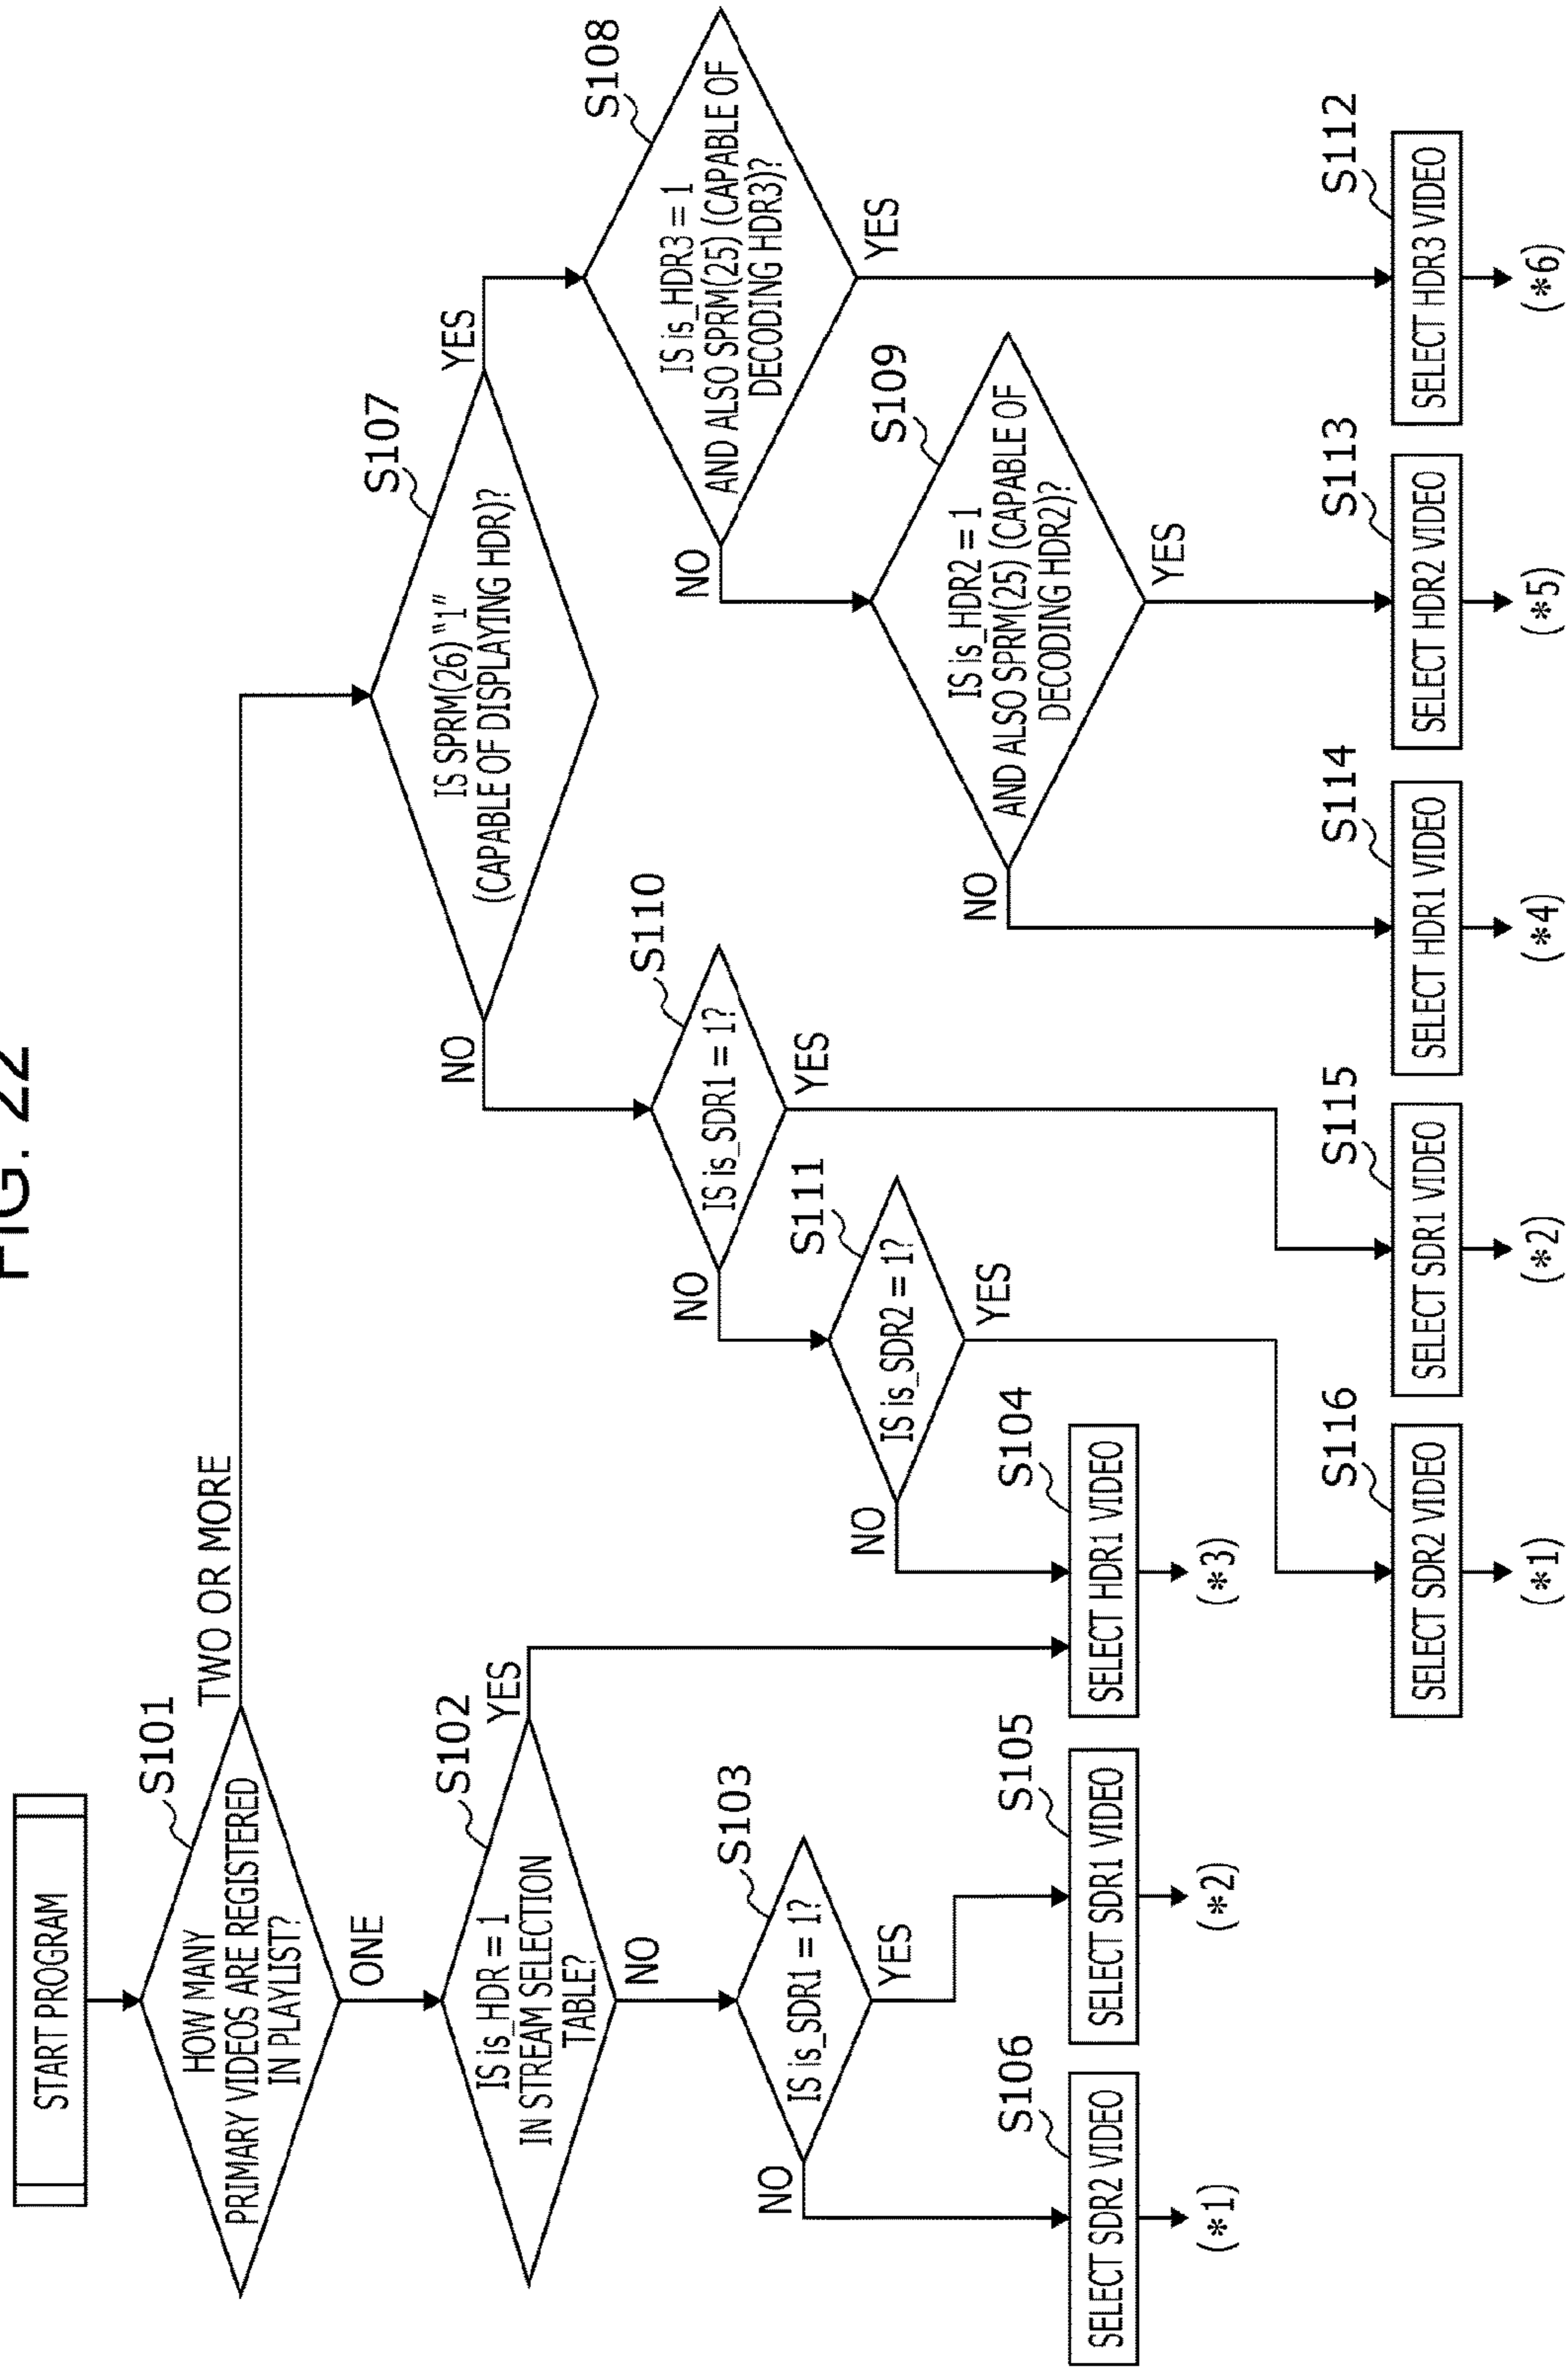 FIG. 22
START PROGRAM
S101
HOW MANY
PRIMARY VIDEOS ARE REGISTERED
IN PLAYLIST?
TWO OR MORE
ONE
S102
IS is_HDR = 1
IN STREAM SELECTION
TABLE?
YES
NO
S103
IS is_SDR1 = 1?
NO
YES
S106
SELECT SDR2 VIDEO
(*1)
S105
SELECT SDR1 VIDEO
(*2)
S104
SELECT HDR1 VIDEO
(*3)
S107
IS SPRM(26) "1"
(CAPABLE OF DISPLAYING HDR)?
NO
YES
S110
IS is_SDR1 = 1?
NO
YES
S111
IS is_SDR2 = 1?
NO
YES
S108
IS is_HDR3 = 1
AND ALSO SPRM(25) (CAPABLE OF
DECODING HDR3)?
NO
YES
S109
IS is_HDR2 = 1
AND ALSO SPRM(25) (CAPABLE OF
DECODING HDR2)?
NO
YES
S116
SELECT SDR2 VIDEO
(*1)
S115
SELECT SDR1 VIDEO
(*2)
S114
SELECT HDR1 VIDEO
(*4)
S113
SELECT HDR2 VIDEO
(*5)
S112
SELECT HDR3 VIDEO
(*6)